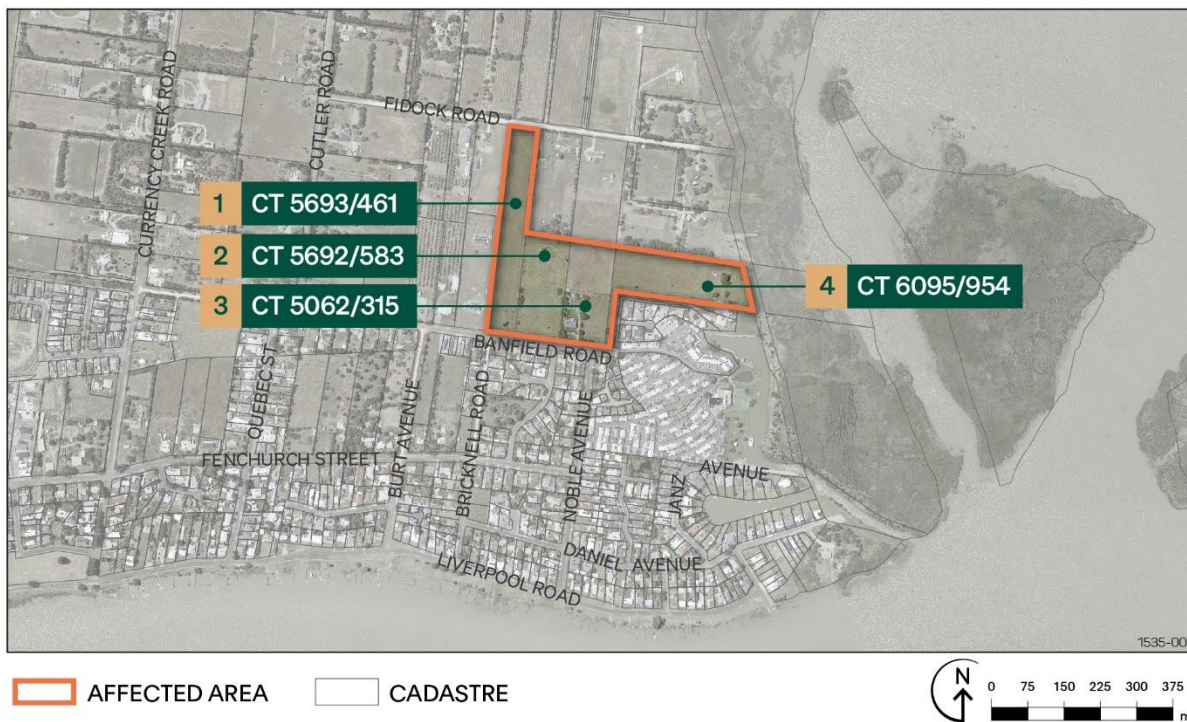 FIDOCK ROAD
CURRENCY CREEK ROAD
CUTLER ROAD
1 CT 5693/461
2 CT 5692/583
3 CT 5062/315
4 CT 6095/954
BANFIELD ROAD
QUEBEC ST
BURT AVENUE
BRICKNELL ROAD
NOBLE AVENUE
FENCHURCH STREET
JANZ
AVENUE
DANIEL AVENUE
LIVERPOOL ROAD
1535-00
AFFECTED AREA
CADASTRE
N
0 75 150 225 300 375
m